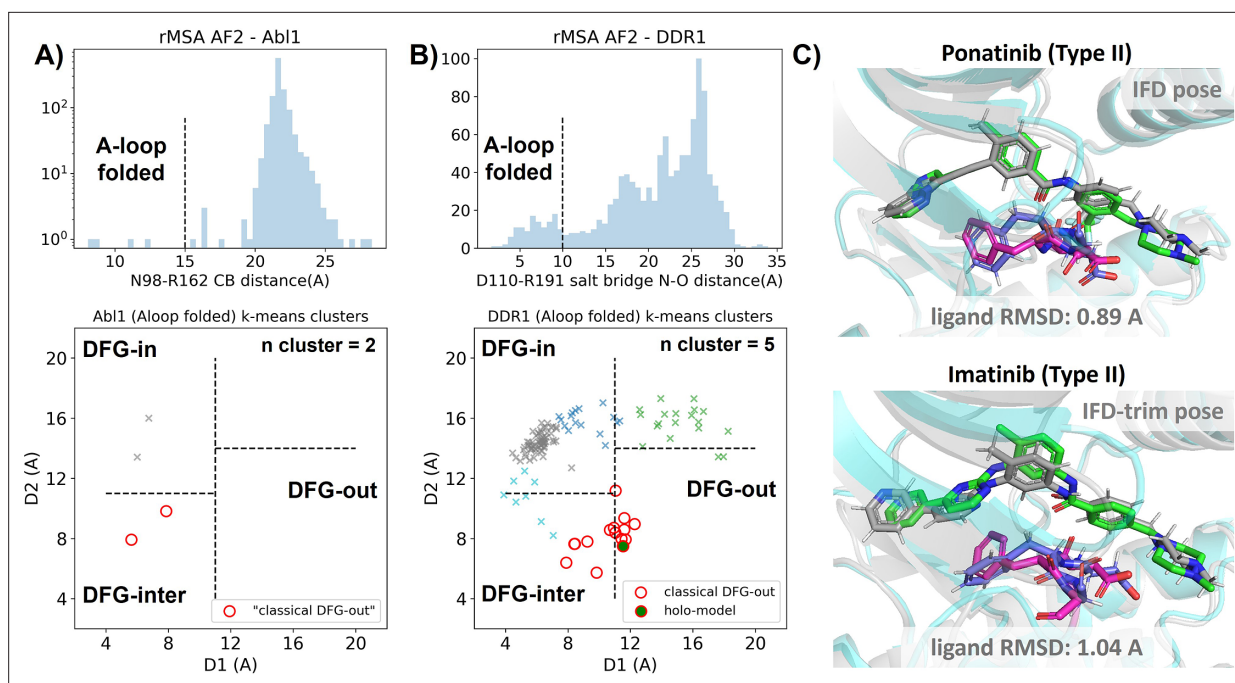 A)
rMSA AF2 - Abl1
10² 
10¹
10⁰
A-loop
folded
10 15 20 25
N98-R162 CB distance(A)
B)
rMSA AF2 - DDR1
100
80
60
40
20
0
A-loop
folded
5 10 15 20 25 30 35
D110-R191 salt bridge N-O distance(A)
Abl1 (Aloop folded) k-means clusters
DFG-in
n cluster = 2
DFG-out
DFG-inter
"classical DFG-out"
D2 (A)
20
16
12
8
4
4 8 12 16 20
D1 (A)
DDR1 (Aloop folded) k-means clusters
DFG-in
n cluster = 5
DFG-out
DFG-inter
classical DFG-out
holo-model
D2 (A)
20
16
12
8
4
4 8 12 16 20
D1 (A)
C)
Ponatinib (Type II)
IFD pose
ligand RMSD: 0.89 A
Imatinib (Type II)
IFD-trim pose
ligand RMSD: 1.04 A